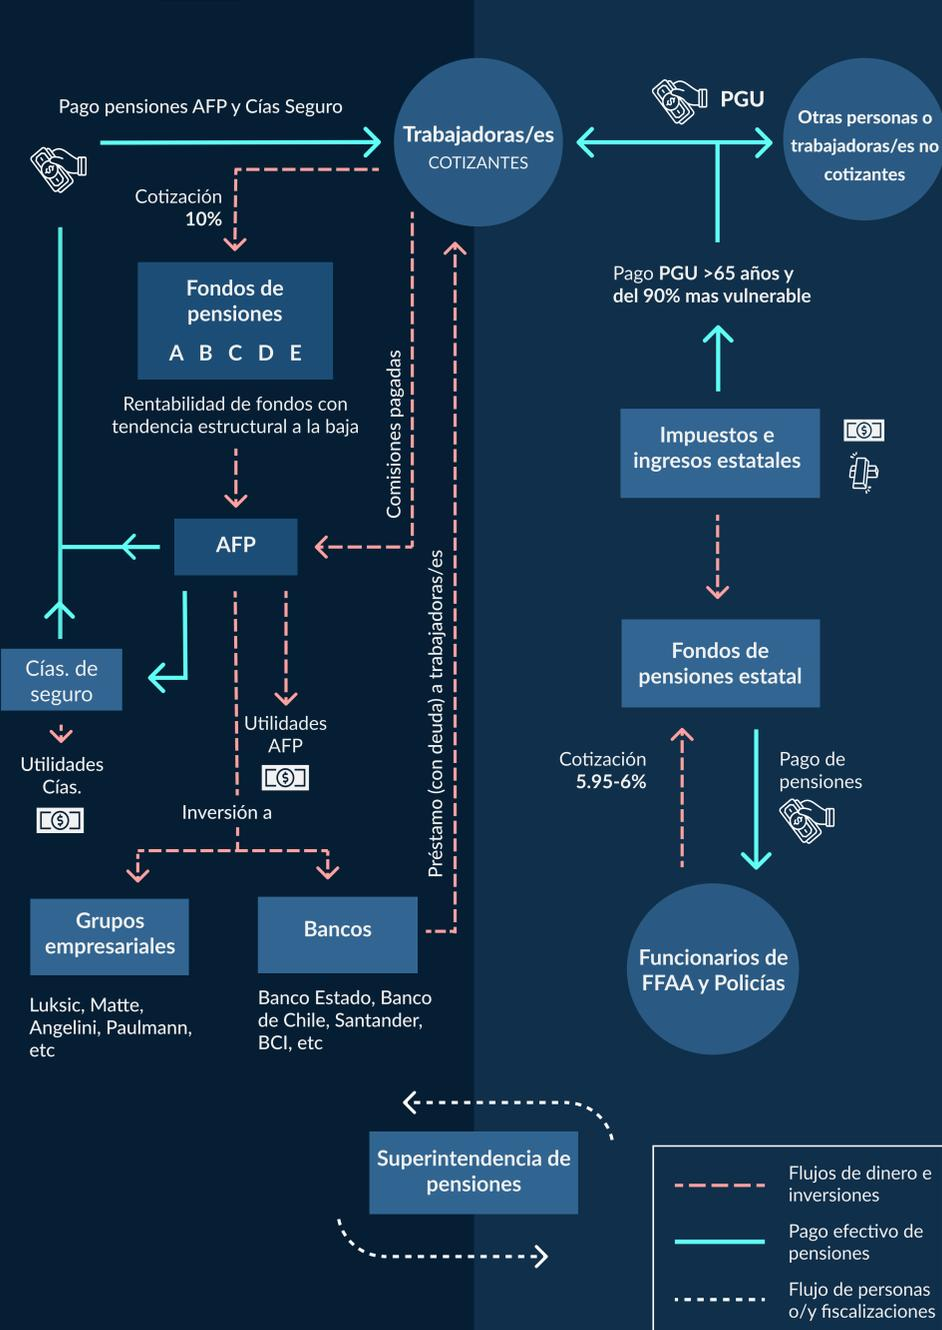 Pago pensiones AFP y Cías Seguro
Trabajadoras/es
COTIZANTES
PGU
Otras personas o
trabajadoras/es no
cotizantes
Cotización
10%
Fondos de
pensiones
A B C D E
Rentabilidad de fondos con
tendencia estructural a la baja
Comisiones pagadas
AFP
Préstamo (con deuda) a trabajadoras/es
Cías. de
seguro
Utilidades
Cías.
Utilidades
AFP
Inversión a
Grupos
empresariales
Luksic, Matte,
Angelini, Paulmann,
etc
Bancos
Banco Estado, Banco
de Chile, Santander,
BCI, etc
Pago PGU >65 años y
del 90% mas vulnerable
Impuestos e
ingresos estatales
Fondos de
pensiones estatal
Cotización
5.95-6%
Pago de
pensiones
Funcionarios de
FFAA y Policías
Superintendencia de
pensiones
Flujos de dinero e
inversiones
Pago efectivo de
pensiones
Flujo de personas
o/y fiscalizaciones